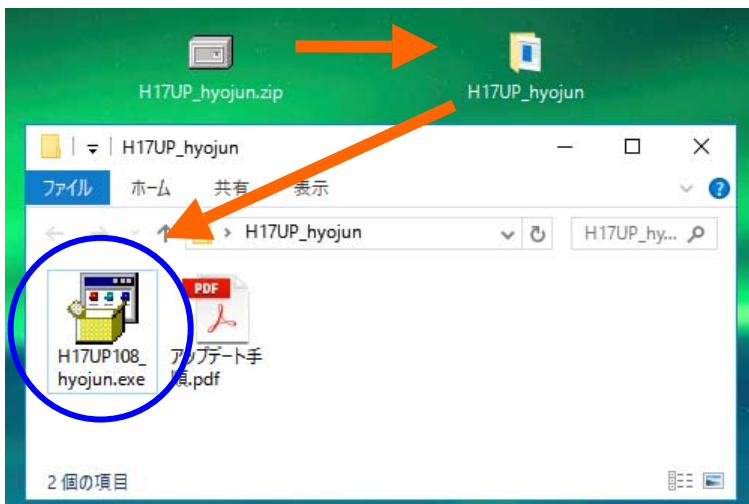 H17UP_hyojun.zip
H17UP_hyojun
H17UP_hyojun
ファイル ホーム 共有 表示
H17UP_hyojun
H17UP_hy...
PDF
H17UP108_
hyojun.exe
アップデート手
順.pdf
2 個の項目